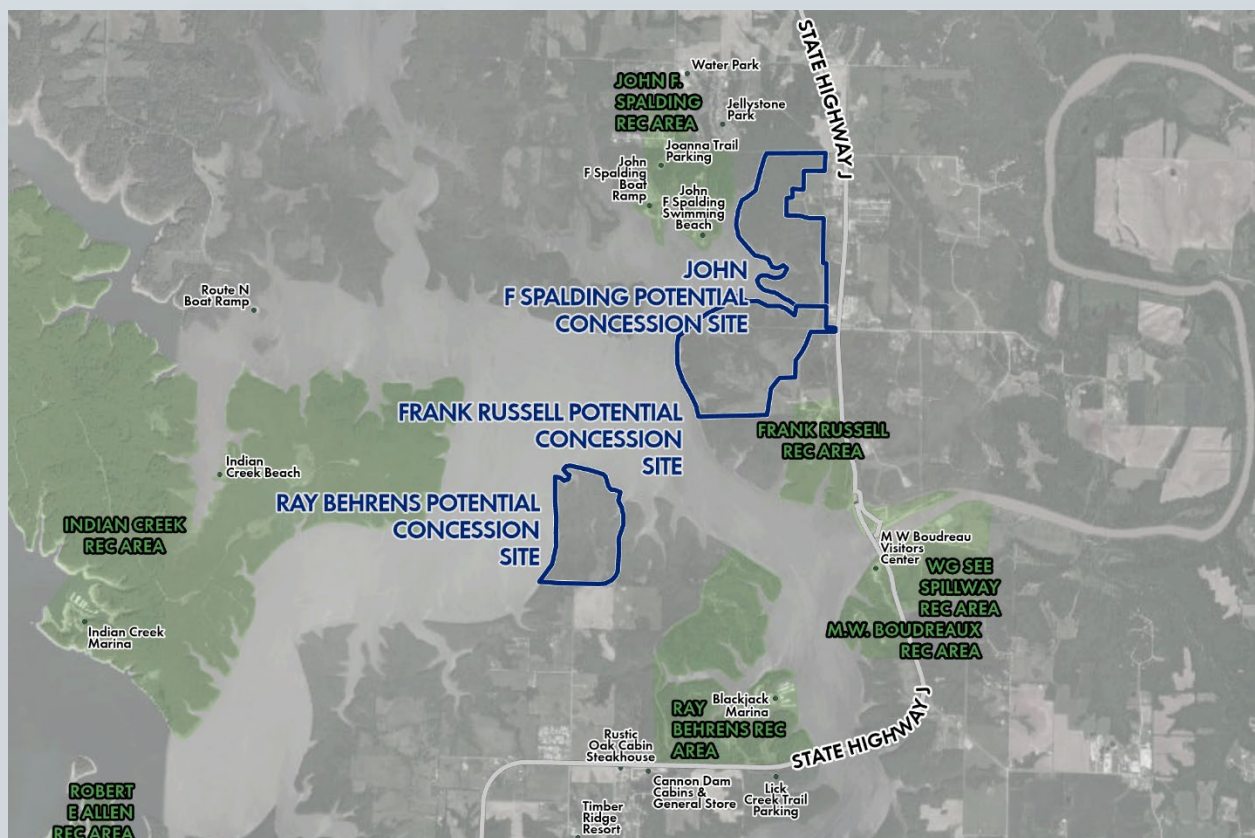 STATE HIGHWAY J
Water Park
JOHN F.
SPALDING
REC AREA
Jellystone
Park
Joanna Trail
Parking
John
F Spalding
Boat
Ramp
John
F Spalding
Swimming
Beach
JOHN
F SPALDING POTENTIAL
CONCESSION SITE
Route N
Boat Ramp
FRANK RUSSELL POTENTIAL
CONCESSION
SITE
FRANK RUSSELL
REC AREA
Indian
Creek Beach
RAY BEHRENS POTENTIAL
CONCESSION
SITE
INDIAN CREEK
REC AREA
M W Boudreau
Visitors
Center
WG SEE
SPILLWAY
REC AREA
M.W. BOUDREAUX
REC AREA
Indian Creek
Marina
Blackjack
Marina
RAY
BEHRENS REC
AREA
STATE HIGHWAY J
Rustic
Oak Cabin
Steakhouse
Cannon Dam
Cabins &
General Store
Lick
Creek Trail
Parking
Timber
Ridge
Resort
ROBERT
E ALLEN
REC AREA